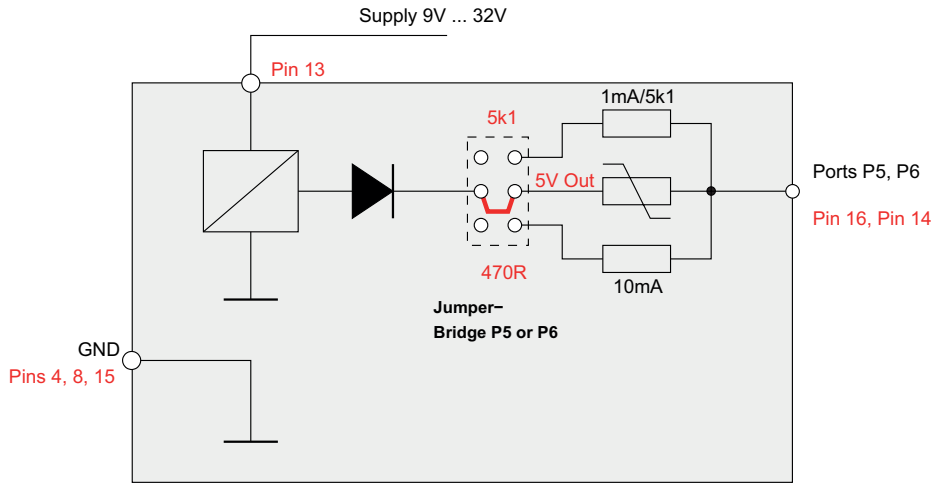 Supply 9V ... 32V
Pin 13
1mA/5k1
5k1
5V Out
Ports P5, P6
Pin 16, Pin 14
470R
10mA
Jumper–
Bridge P5 or P6
GND
Pins 4, 8, 15